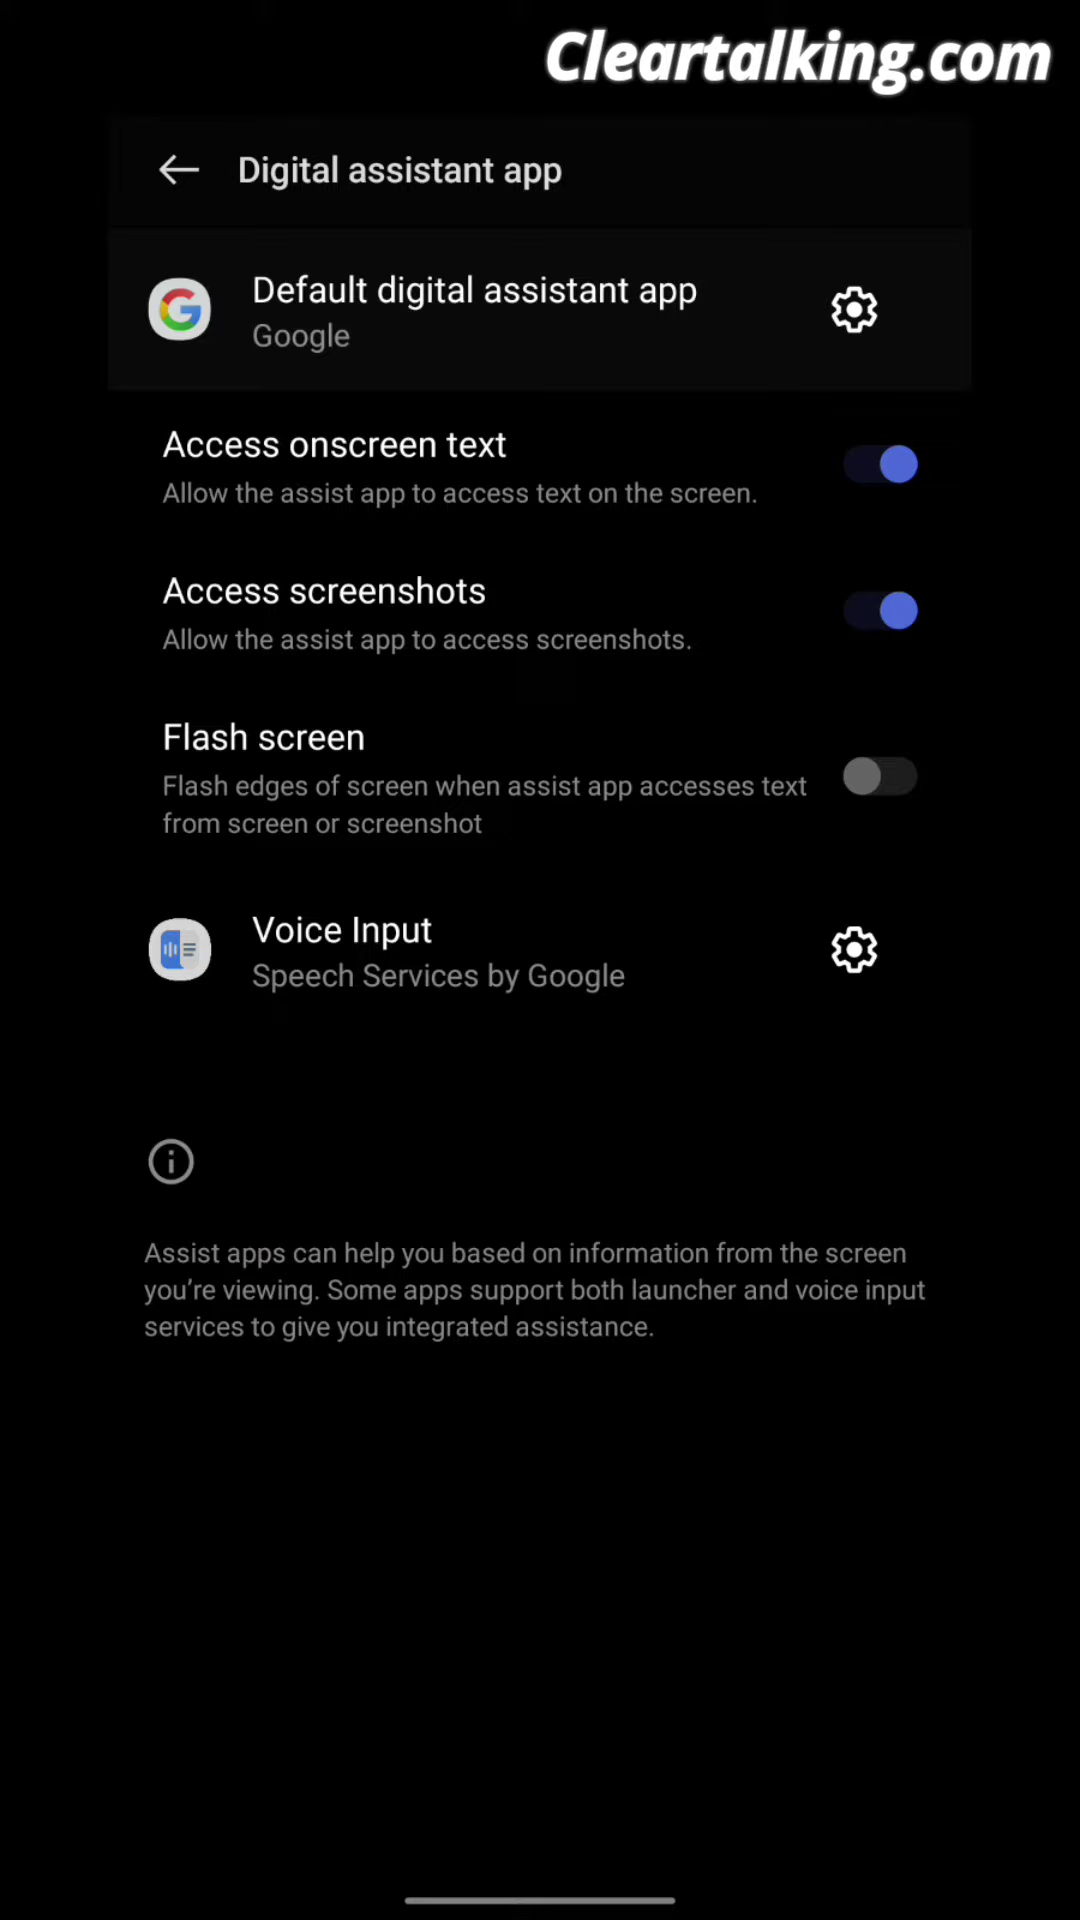 Cleartalking.com
Digital assistant app
Default digital assistant app
Google
Access onscreen text
Allow the assist app to access text on the screen.
Access screenshots
Allow the assist app to access screenshots.
Flash screen
Flash edges of screen when assist app accesses text
from screen or screenshot
Voice Input
Speech Services by Google
Assist apps can help you based on information from the screen
you’re viewing. Some apps support both launcher and voice input
services to give you integrated assistance.